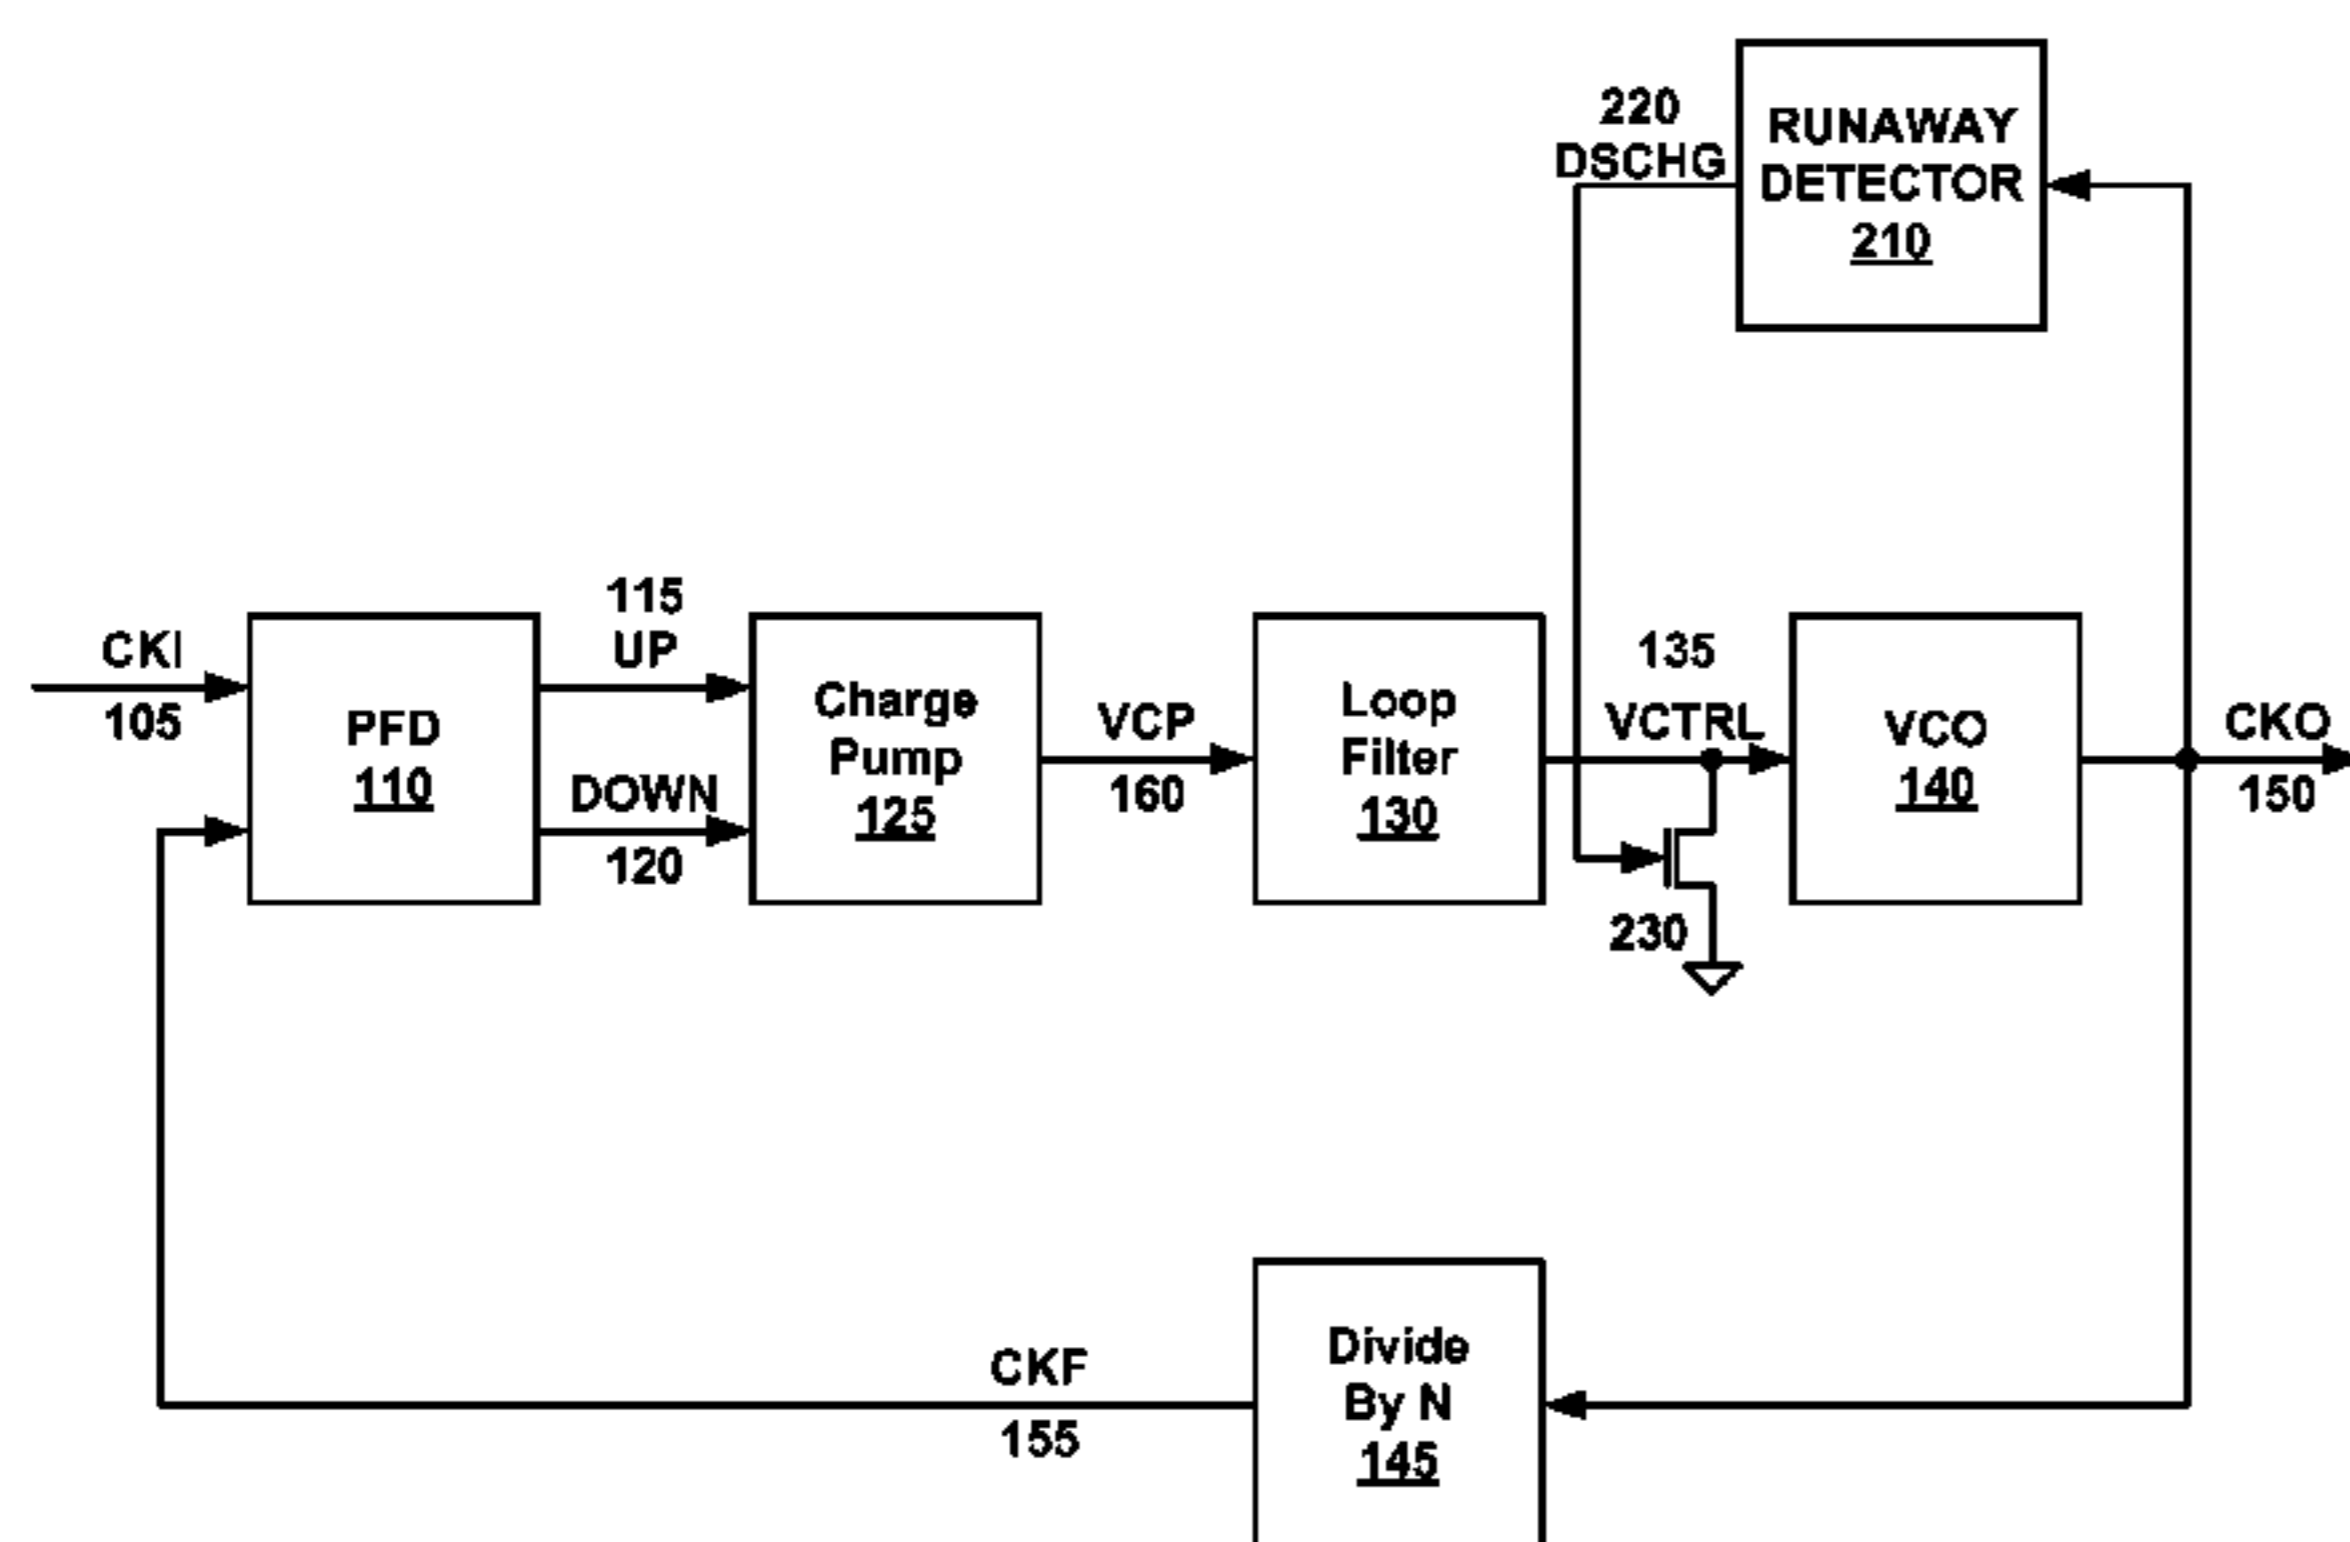 220
DSCHG
RUNAWAY
DETECTOR
210
CKI
105
PFD
110
115
UP
DOWN
120
Charge
Pump
125
VCP
160
Loop
Filter
130
135
VCTRL
230
VCO
140
CKO
150
CKF
155
Divide
By N
145